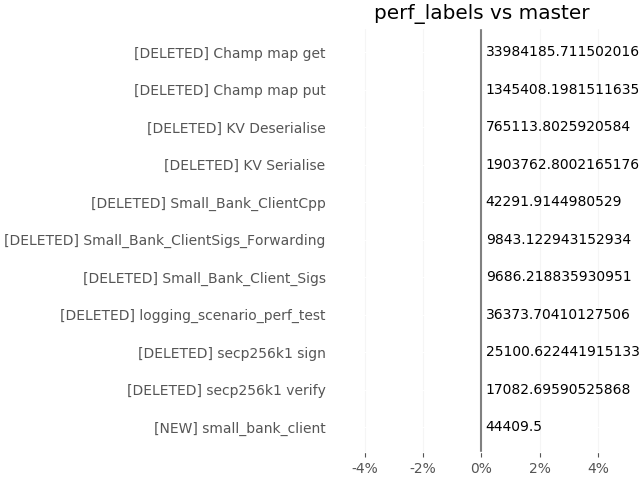 perf_labels vs master
[DELETED] Champ map get 33984185.711502016
[DELETED] Champ map put 1345408.1981511635
[DELETED] KV Deserialise 765113.8025920584
[DELETED] KV Serialise 1903762.8002165176
[DELETED] Small_Bank_ClientCpp 42291.9144980529
[DELETED] Small_Bank_ClientSigs_Forwarding 9843.122943152934
[DELETED] Small_Bank_Client_Sigs 9686.218835930951
[DELETED] logging_scenario_perf_test 36373.70410127506
[DELETED] secp256k1 sign 25100.622441915133
[DELETED] secp256k1 verify 17082.69590525868
[NEW] small_bank_client 44409.5
-4% -2% 0% 2% 4%